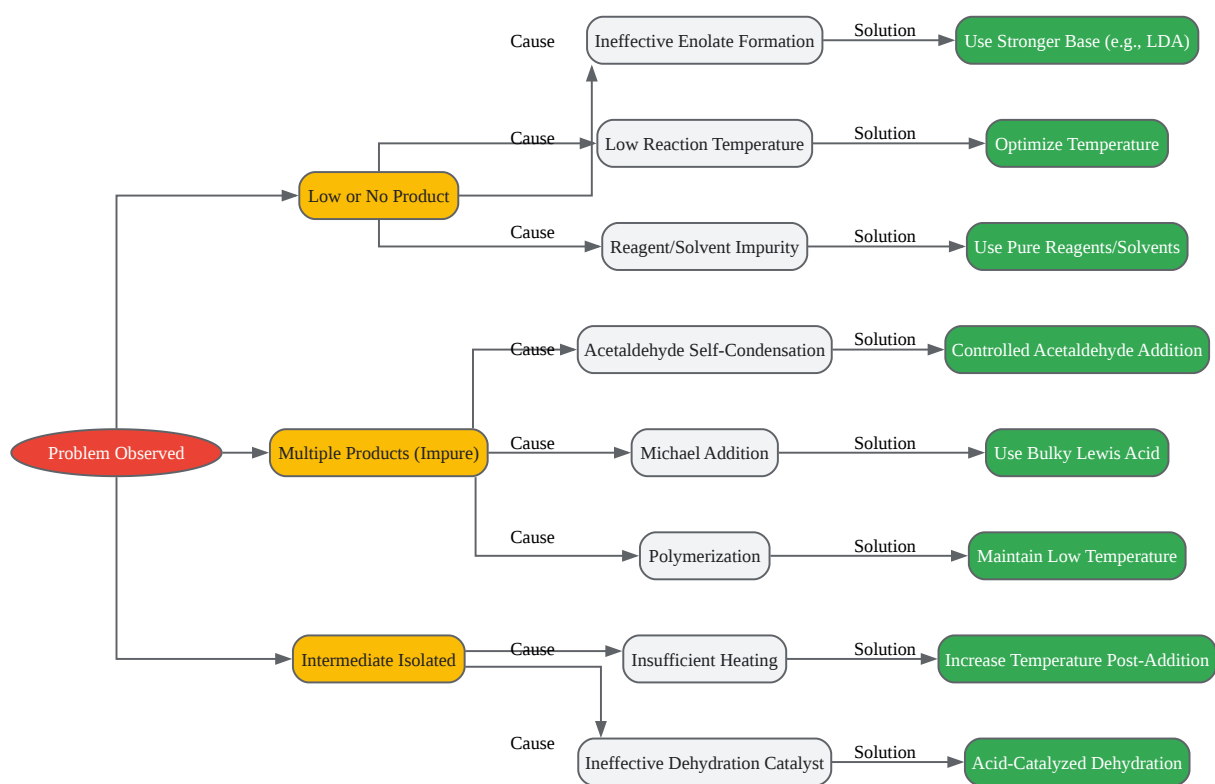 Cause
Ineffective Enolate Formation
Solution
Use Stronger Base (e.g., LDA)
Cause
Low Reaction Temperature
Solution
Optimize Temperature
Low or No Product
Cause
Reagent/Solvent Impurity
Solution
Use Pure Reagents/Solvents
Cause
Acetaldehyde Self-Condensation
Solution
Controlled Acetaldehyde Addition
Problem Observed
Multiple Products (Impure)
Cause
Michael Addition
Solution
Use Bulky Lewis Acid
Cause
Polymerization
Solution
Maintain Low Temperature
Intermediate Isolated
Cause
Insufficient Heating
Solution
Increase Temperature Post-Addition
Cause
Ineffective Dehydration Catalyst
Solution
Acid-Catalyzed Dehydration